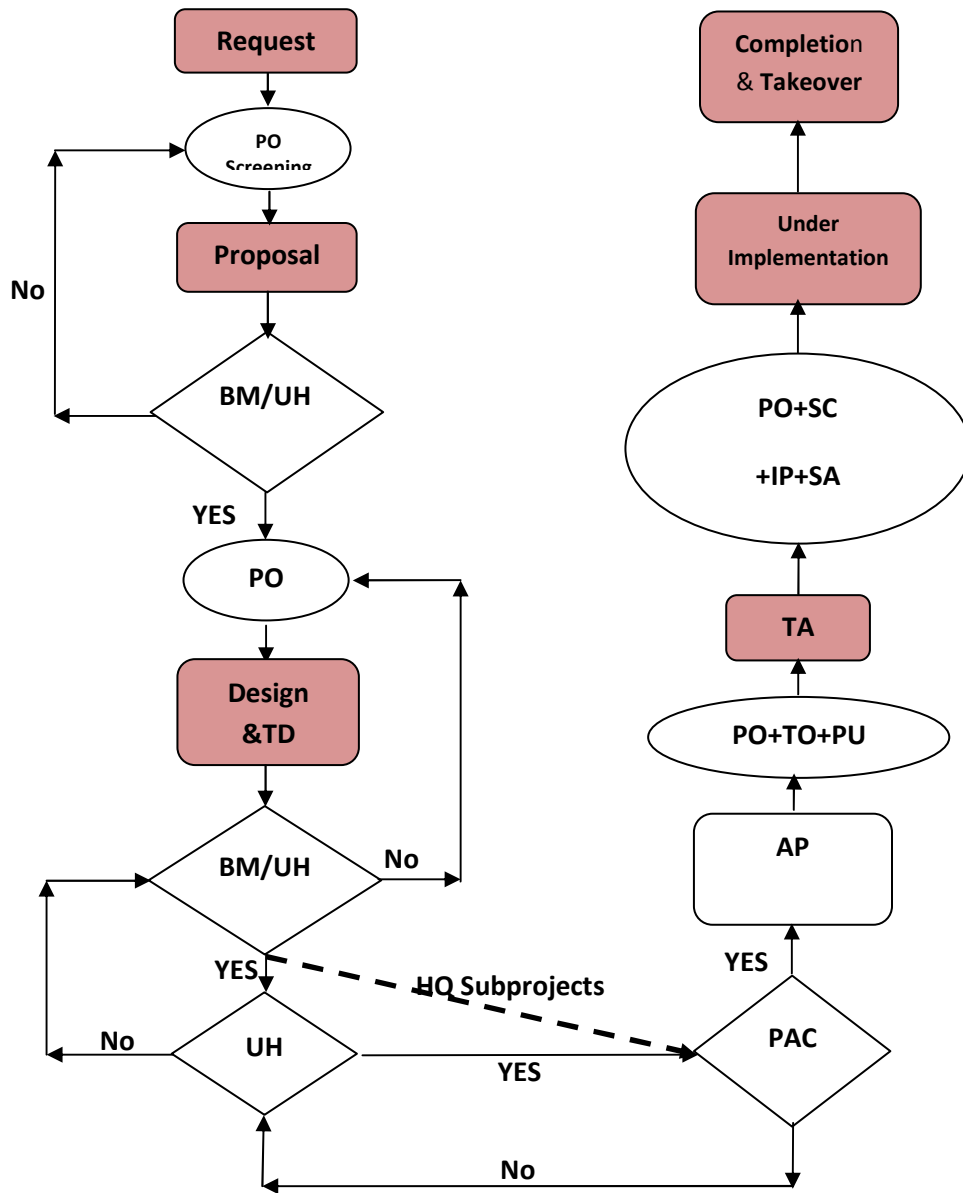 Request
PO
Screening
Proposal
No
BM/UH
YES
PO
Design
&TD
BM/UH
No
YES
HQ Subprojects
No
UH
YES
No
Completion
& Takeover
Under
Implementation
PO+SC
+IP+SA
TA
PO+TO+PU
AP
YES
PAC